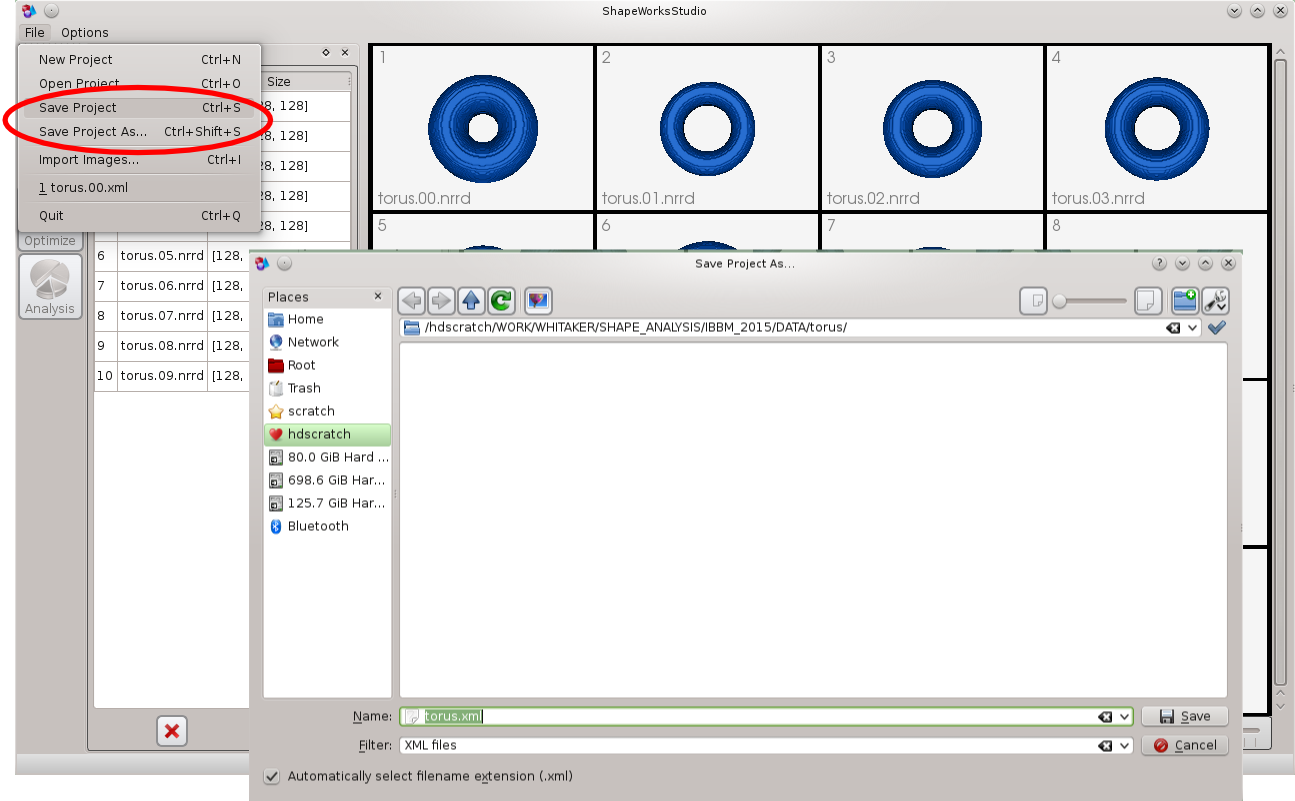 ShapeWorksStudio
File Options
New Project Ctrl+N
Open Project Ctrl+O
Save Project Ctrl+S
Save Project As... Ctrl+Shift+S
Import Images... Ctrl+I
1 torus.00.xml
Quit Ctrl+Q
Size
28, 128]
28, 128]
28, 128]
28, 128]
28, 128]
6 torus.05.nrrd [128,
7 torus.06.nrrd [128,
8 torus.07.nrrd [128,
9 torus.08.nrrd [128,
10 torus.09.nrrd [128,
Optimize
Analysis
1 2 3 4
torus.00.nrrd torus.01.nrrd torus.02.nrrd torus.03.nrrd
5 6 7 8
Save Project As...
Places
Home
Network
Root
Trash
scratch
hdscratch
80.0 GiB Hard ...
698.6 GiB Har...
125.7 GiB Har...
Bluetooth
/hdscratch/WORK/WHITAKER/SHAPE_ANALYSIS/IBBM_2015/DATA/torus/
Name: torus.xml Save
Filter: XML files Cancel
Automatically select filename extension (.xml)